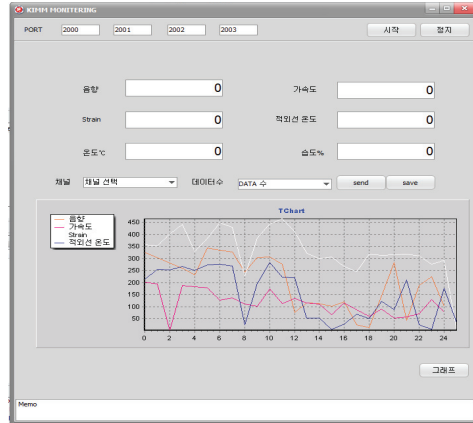 KIMM MONITERING
PORT 2000 2001 2002 2003 시작 정지
음향 0 가속도 0
Strain 0 적외선 온도 0
온도℃ 0 습도% 0
채널 채널 선택 데이터수 DATA 수 send save
TChart
음향
가속도
Strain
적외선 온도
450
400
350
300
250
200
150
100
50
0 2 4 6 8 10 12 14 16 18 20 22 24
그래프
Memo